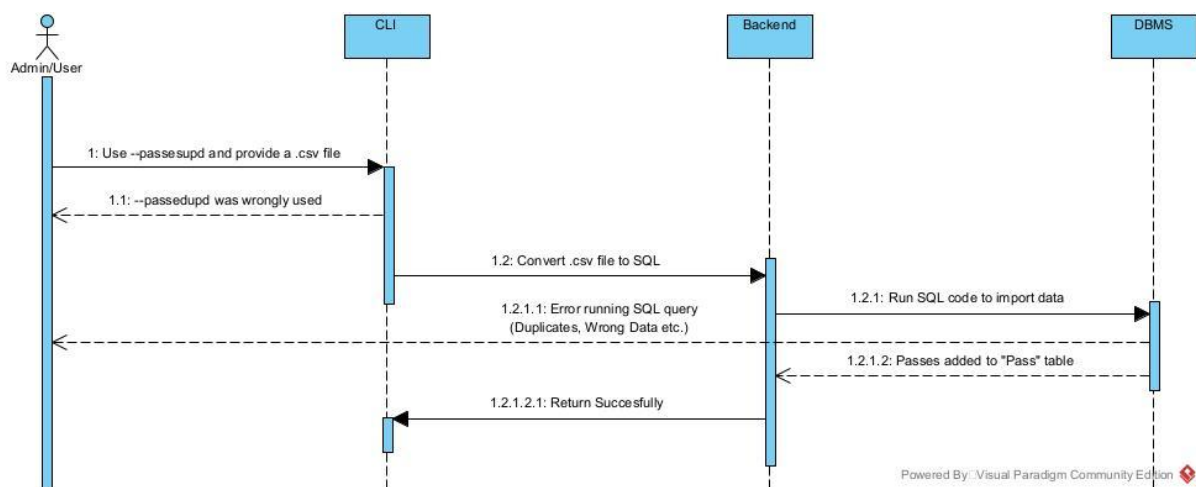 CLI
Backend
DBMS
Admin/User
1: Use --passesupd and provide a .csv file
1.1: --passedupd was wrongly used
1.2: Convert .csv file to SQL
1.2.1: Run SQL code to import data
1.2.1.1: Error running SQL query
(Duplicates, Wrong Data etc.)
1.2.1.2: Passes added to "Pass" table
1.2.1.2.1: Return Succesfully
Powered By Visual Paradigm Community Edition